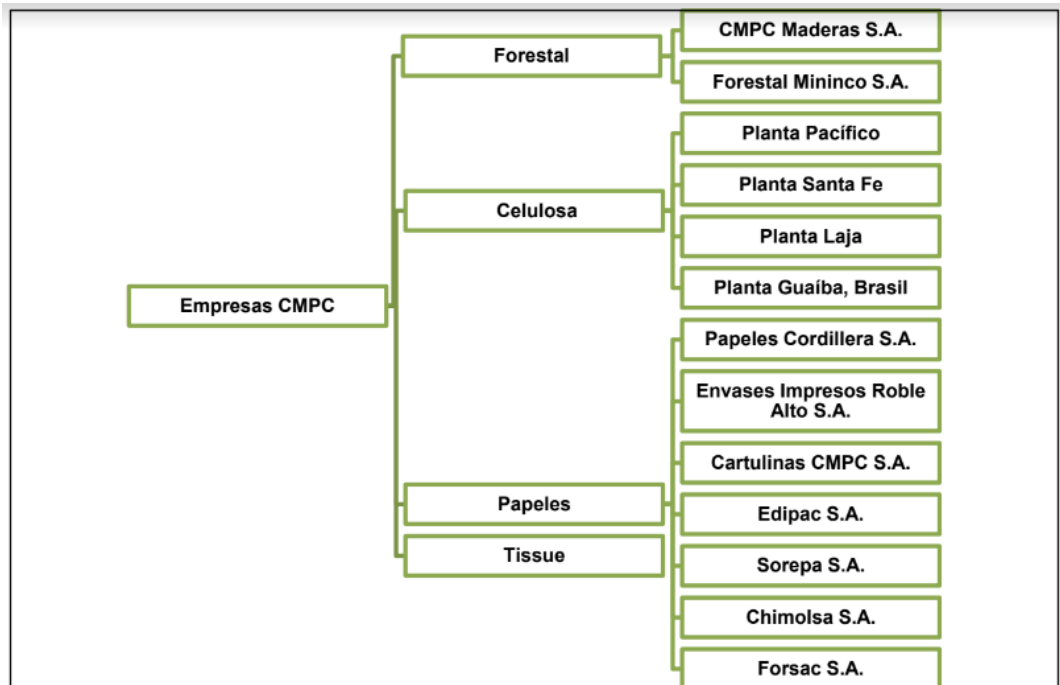 Empresas CMPC
Forestal
CMPC Maderas S.A.
Forestal Mininco S.A.
Celulosa
Planta Pacífico
Planta Santa Fe
Planta Laja
Planta Guaíba, Brasil
Papeles
Papeles Cordillera S.A.
Envases Impresos Roble
Alto S.A.
Cartulinas CMPC S.A.
Edipac S.A.
Sorepa S.A.
Chimolsa S.A.
Forsac S.A.
Tissue